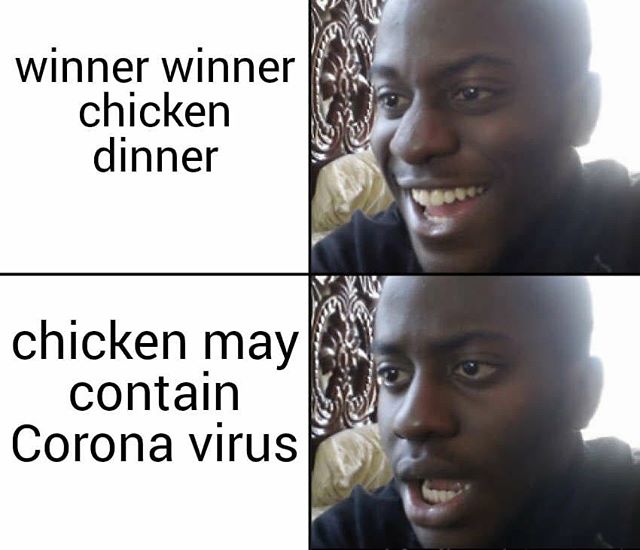 winner winner
chicken
dinner
chicken may
contain
Corona virus